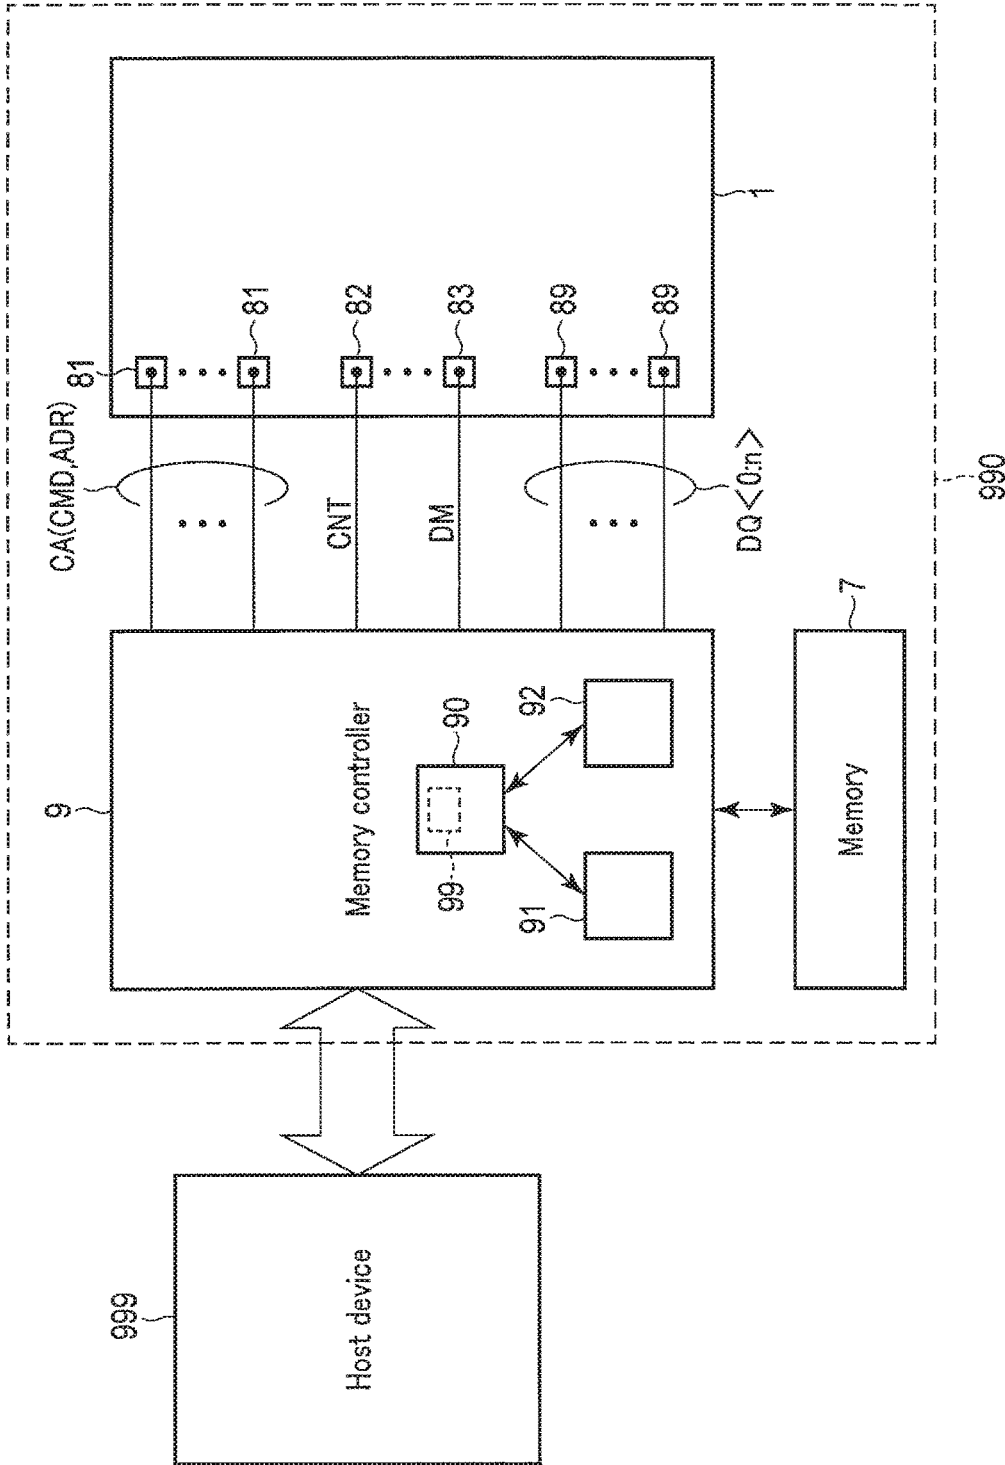 999
Host device
9
Memory controller
90
99
91
92
7
Memory
CA(CMD,ADR)
CNT
DM
DQ<0:n>
81
81
82
83
89
89
1
990